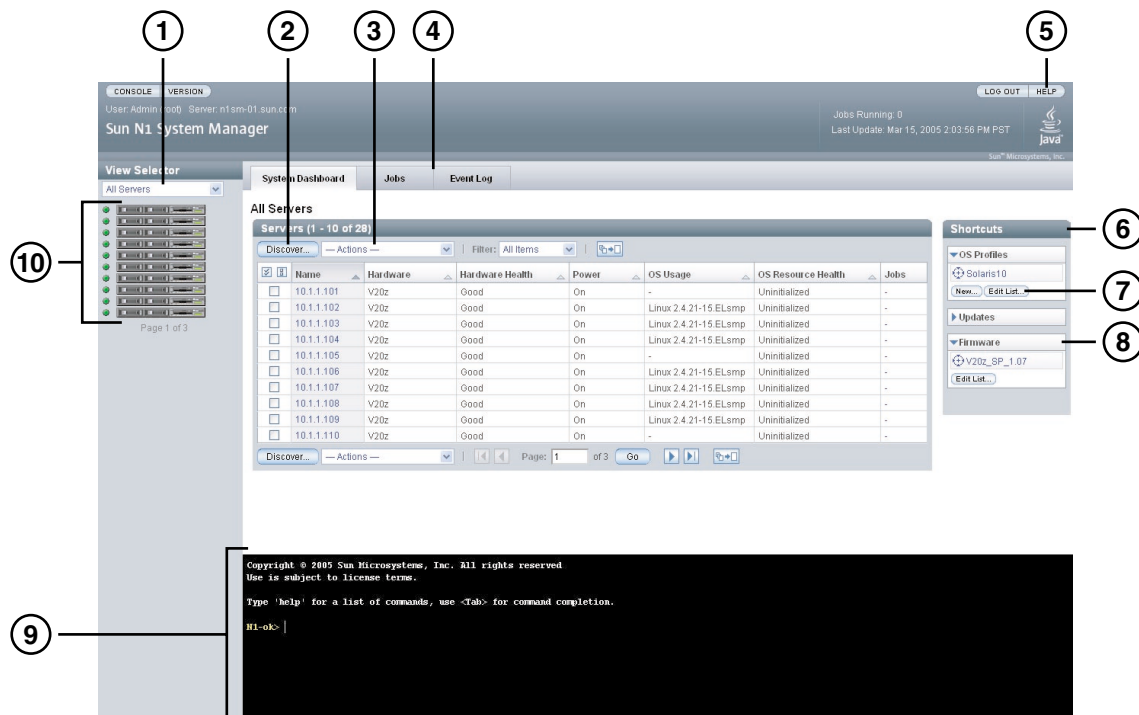 1 2 3 4 5
CONSOLE VERSION LOG OUT HELP
User: Admin (root) Server: n1sm-01.sun.com
Jobs Running: 0
Sun N1 System Manager
Last Update: Mar 15, 2005 2:03:56 PM PST
Java
Sun™ Microsystems, Inc.
View Selector
System Dashboard Jobs Event Log
All Servers
All Servers
Servers (1 - 10 of 28)
Shortcuts
6
Discover... — Actions — Filter: All Items
OS Profiles
10
Name Hardware Hardware Health Power OS Usage OS Resource Health Jobs
Solaris10
10.1.1.101 V20z Good On - Uninitialized -
New... Edit List...
7
10.1.1.102 V20z Good On Linux 2.4.21-15.ELsmp Uninitialized -
10.1.1.103 V20z Good On Linux 2.4.21-15.ELsmp Uninitialized -
Updates
Page 1 of 3
10.1.1.104 V20z Good On Linux 2.4.21-15.ELsmp Uninitialized -
Firmware
8
10.1.1.105 V20z Good On - Uninitialized -
V20z_SP_1.07
10.1.1.106 V20z Good On Linux 2.4.21-15.ELsmp Uninitialized -
Edit List...
10.1.1.107 V20z Good On Linux 2.4.21-15.ELsmp Uninitialized -
10.1.1.108 V20z Good On Linux 2.4.21-15.ELsmp Uninitialized -
10.1.1.109 V20z Good On Linux 2.4.21-15.ELsmp Uninitialized -
10.1.1.110 V20z Good On - Uninitialized -
Discover... — Actions — Page: 1 of 3 Go
Copyright © 2005 Sun Microsystems, Inc. All rights reserved
Use is subject to license terms.
Type 'help' for a list of commands, use <Tab> for command completion.
9
N1-ok>